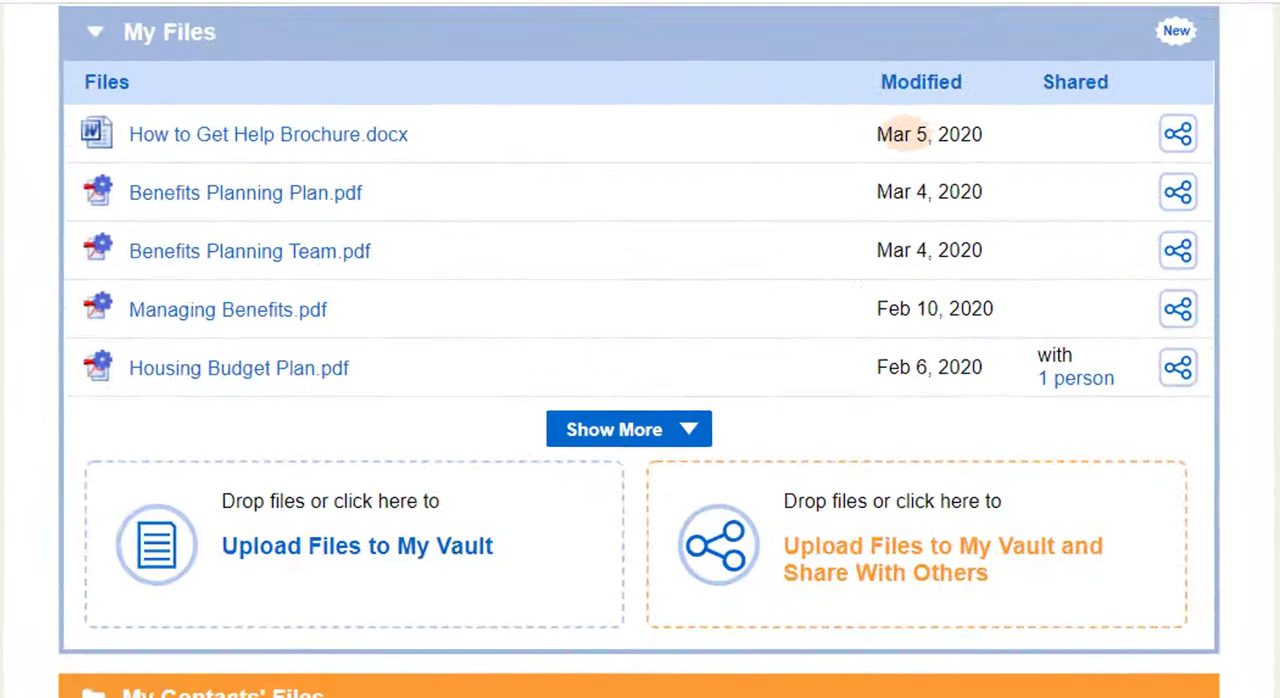 My Files
New
Files Modified Shared
How to Get Help Brochure.docx Mar 5, 2020
Benefits Planning Plan.pdf Mar 4, 2020
Benefits Planning Team.pdf Mar 4, 2020
Managing Benefits.pdf Feb 10, 2020
Housing Budget Plan.pdf Feb 6, 2020 with
1 person
Show More
Drop files or click here to
Upload Files to My Vault
Drop files or click here to
Upload Files to My Vault and
Share With Others
My Contacts' Files